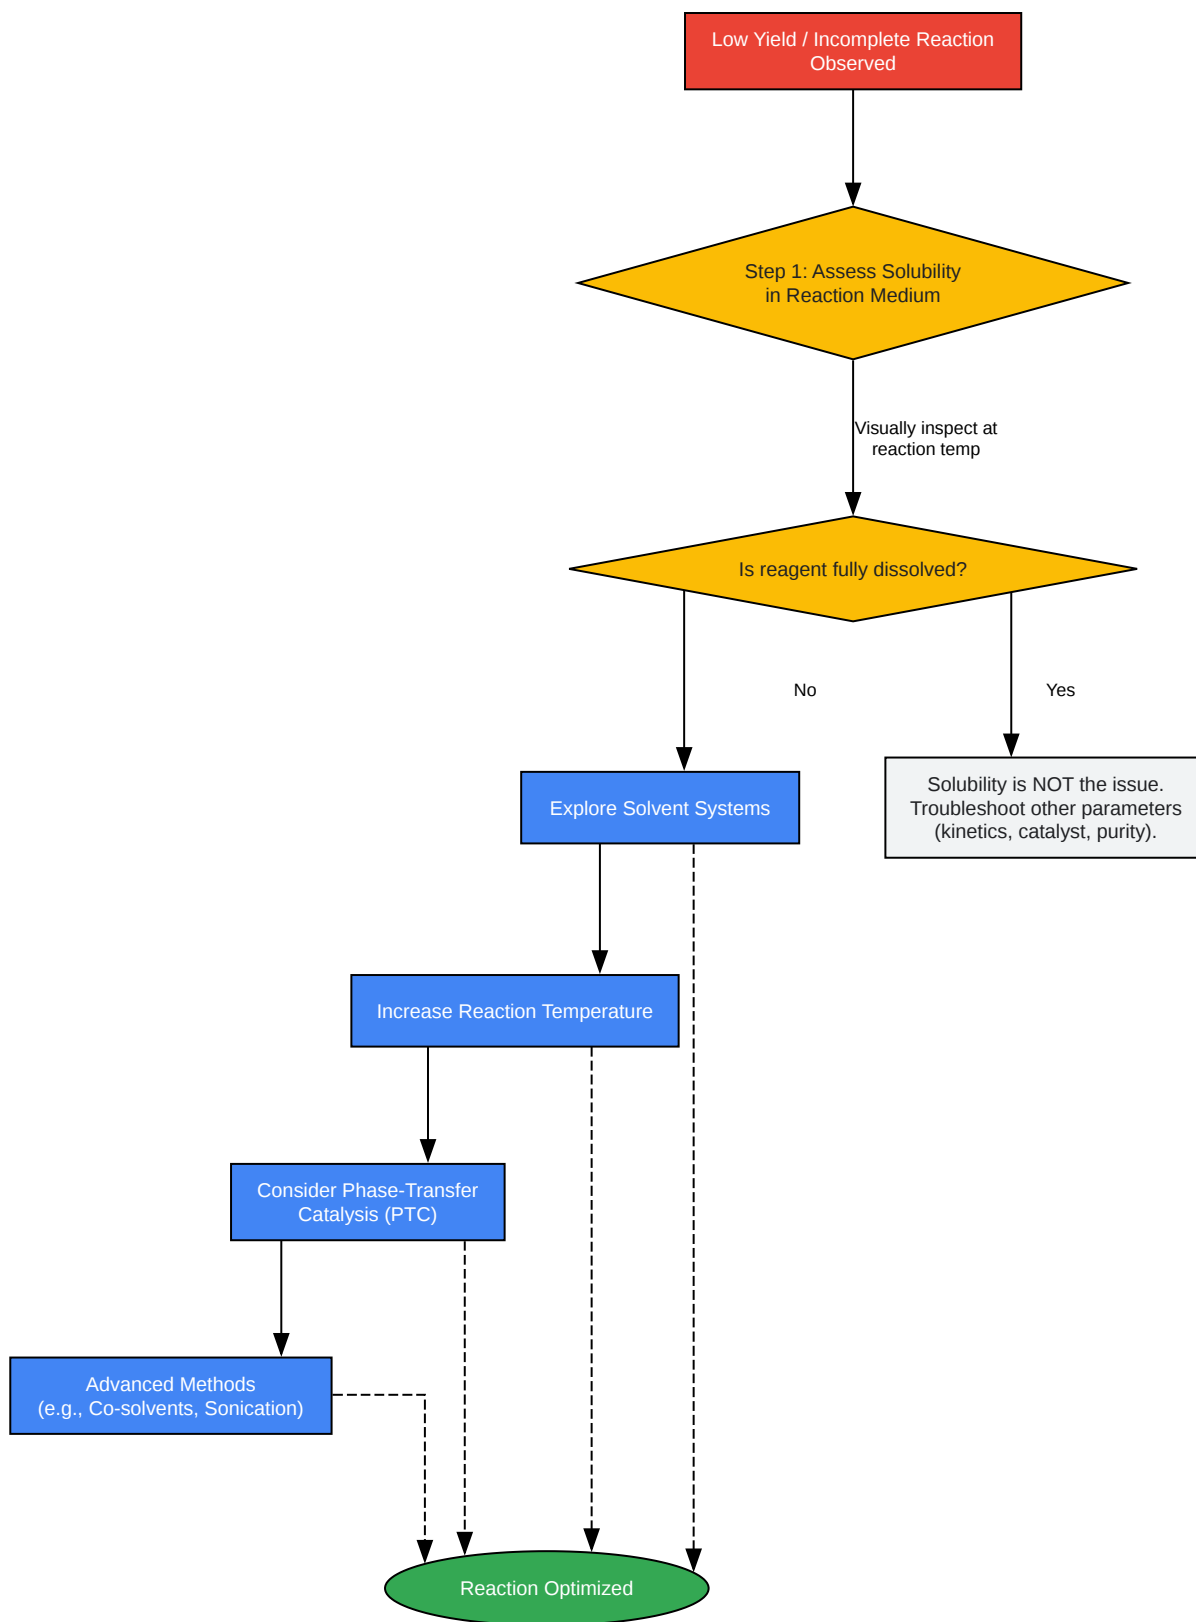 Low Yield / Incomplete Reaction
Observed
Step 1: Assess Solubility
in Reaction Medium
Visually inspect at
reaction temp
Is reagent fully dissolved?
No
Yes
Explore Solvent Systems
Solubility is NOT the issue.
Troubleshoot other parameters
(kinetics, catalyst, purity).
Increase Reaction Temperature
Consider Phase-Transfer
Catalysis (PTC)
Advanced Methods
(e.g., Co-solvents, Sonication)
Reaction Optimized